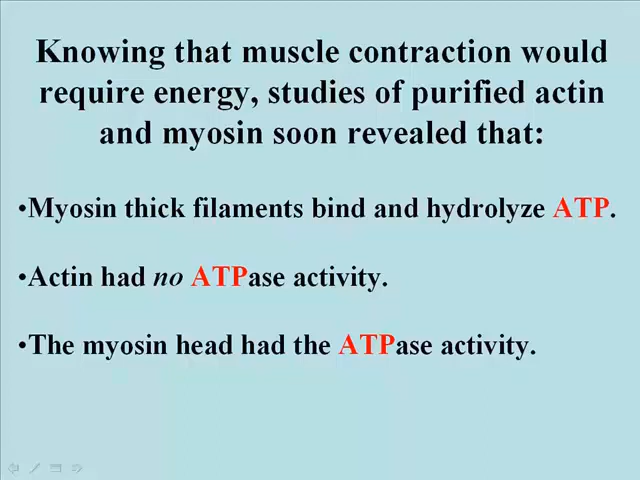 Knowing that muscle contraction would
require energy, studies of purified actin
and myosin soon revealed that:
•Myosin thick filaments bind and hydrolyze ATP.
•Actin had no ATPase activity.
•The myosin head had the ATPase activity.